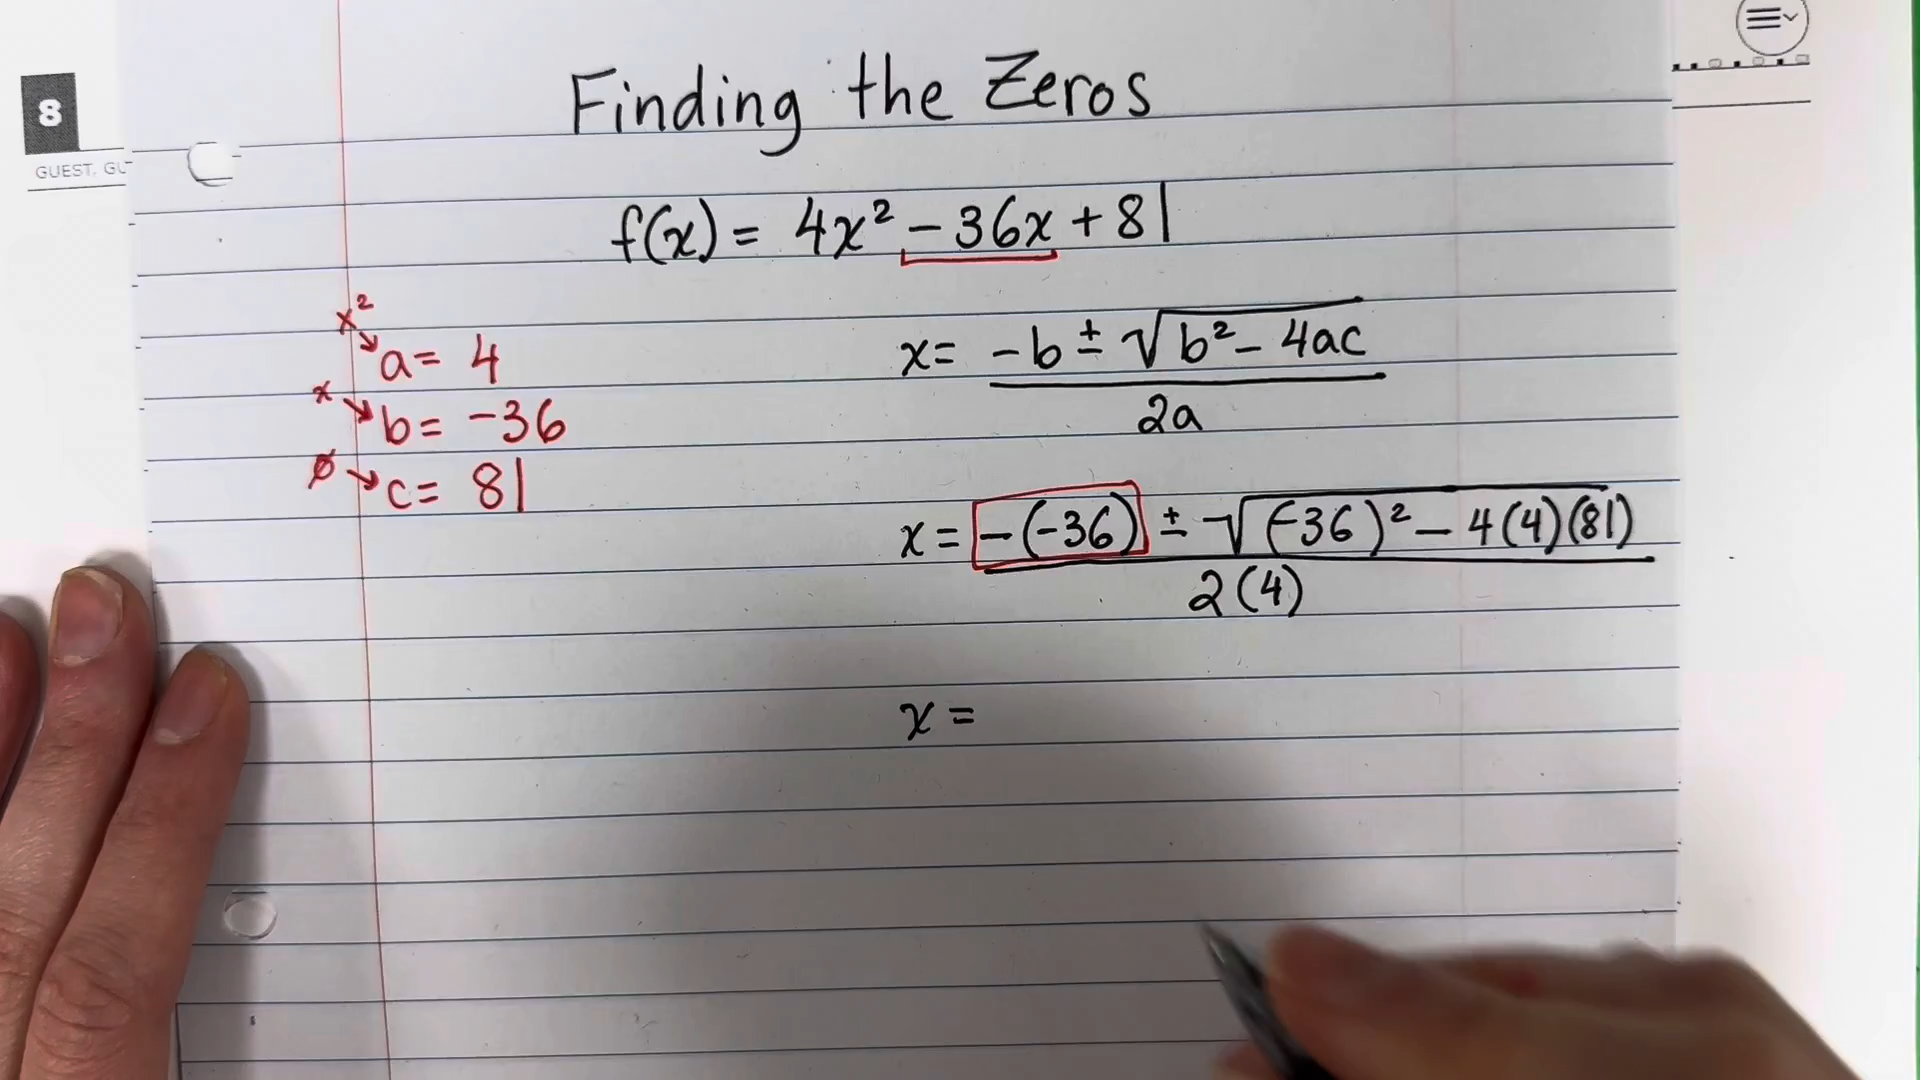 8
GUEST, GU
Finding the Zeros
f(x) = 4x² - 36x + 81
x²
a = 4
x
b = -36
ø
c = 81
x = -b ± √b² - 4ac
2a
x = -(-36) ± √(-36)² - 4(4)(81)
2(4)
x =